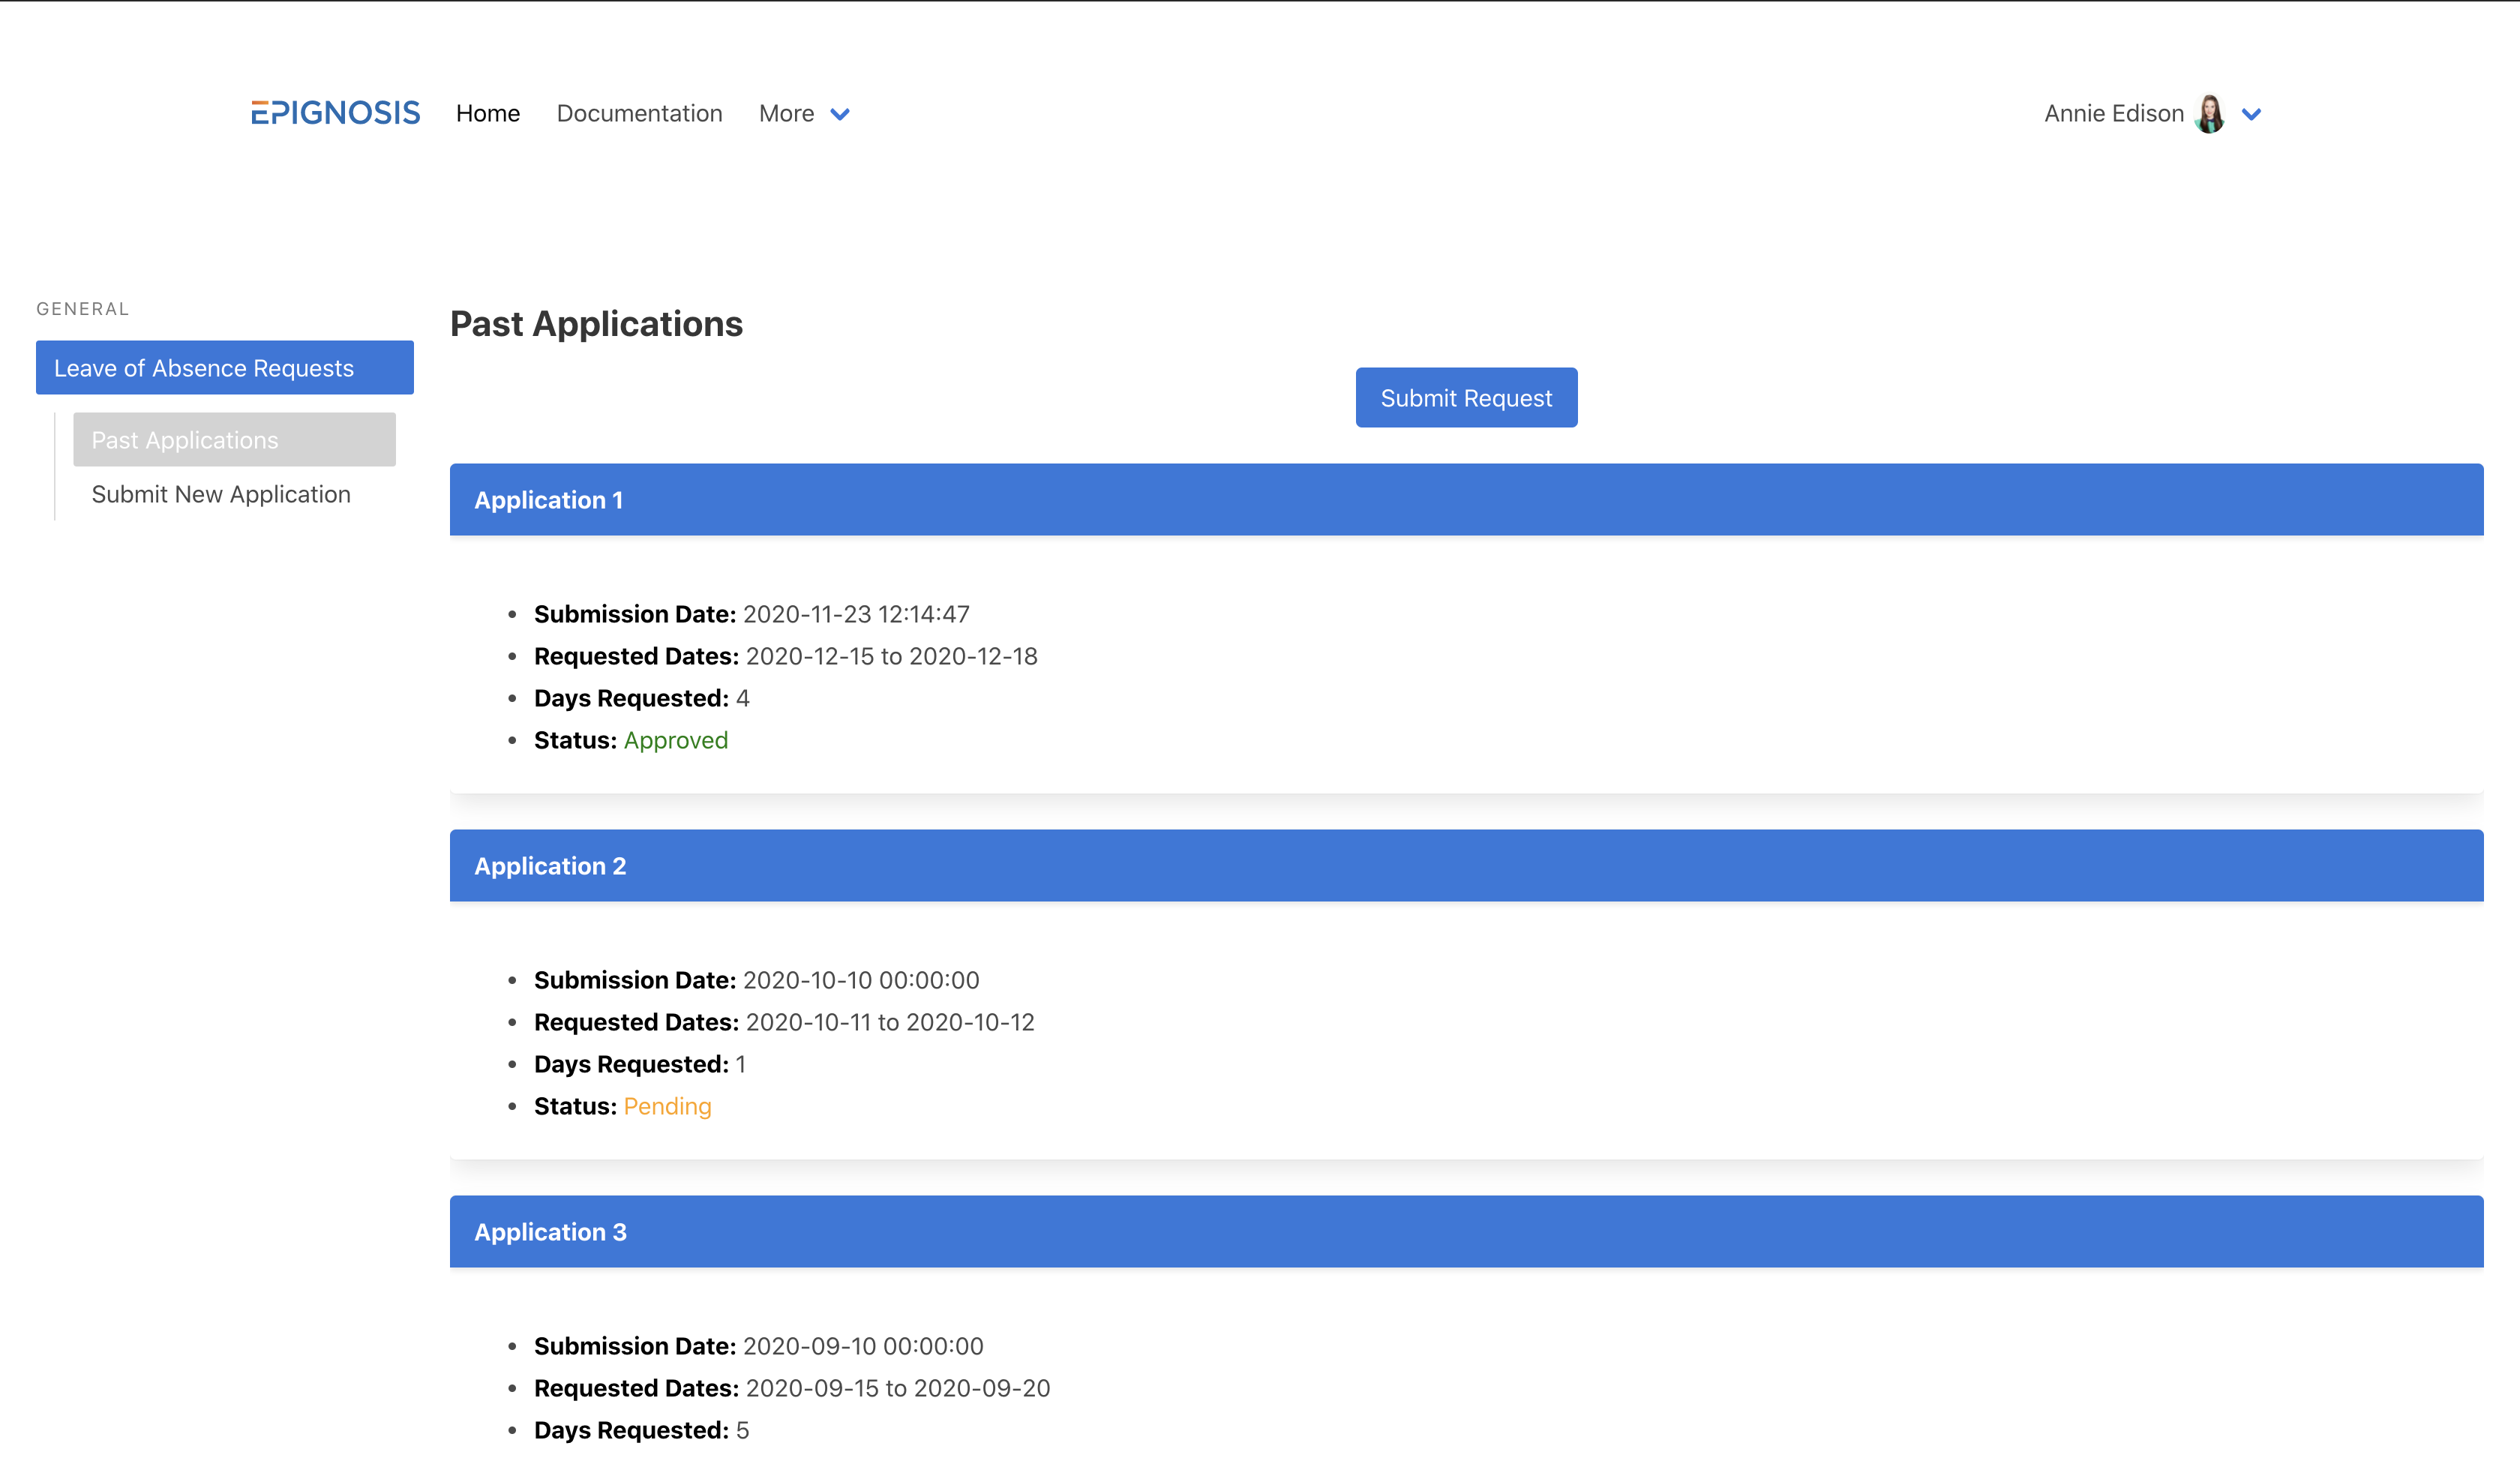 EPIGNOSIS Home Documentation More Annie Edison
GENERAL
Leave of Absence Requests
Past Applications
Submit New Application
Past Applications
Submit Request
Application 1
Submission Date: 2020-11-23 12:14:47
Requested Dates: 2020-12-15 to 2020-12-18
Days Requested: 4
Status: Approved
Application 2
Submission Date: 2020-10-10 00:00:00
Requested Dates: 2020-10-11 to 2020-10-12
Days Requested: 1
Status: Pending
Application 3
Submission Date: 2020-09-10 00:00:00
Requested Dates: 2020-09-15 to 2020-09-20
Days Requested: 5